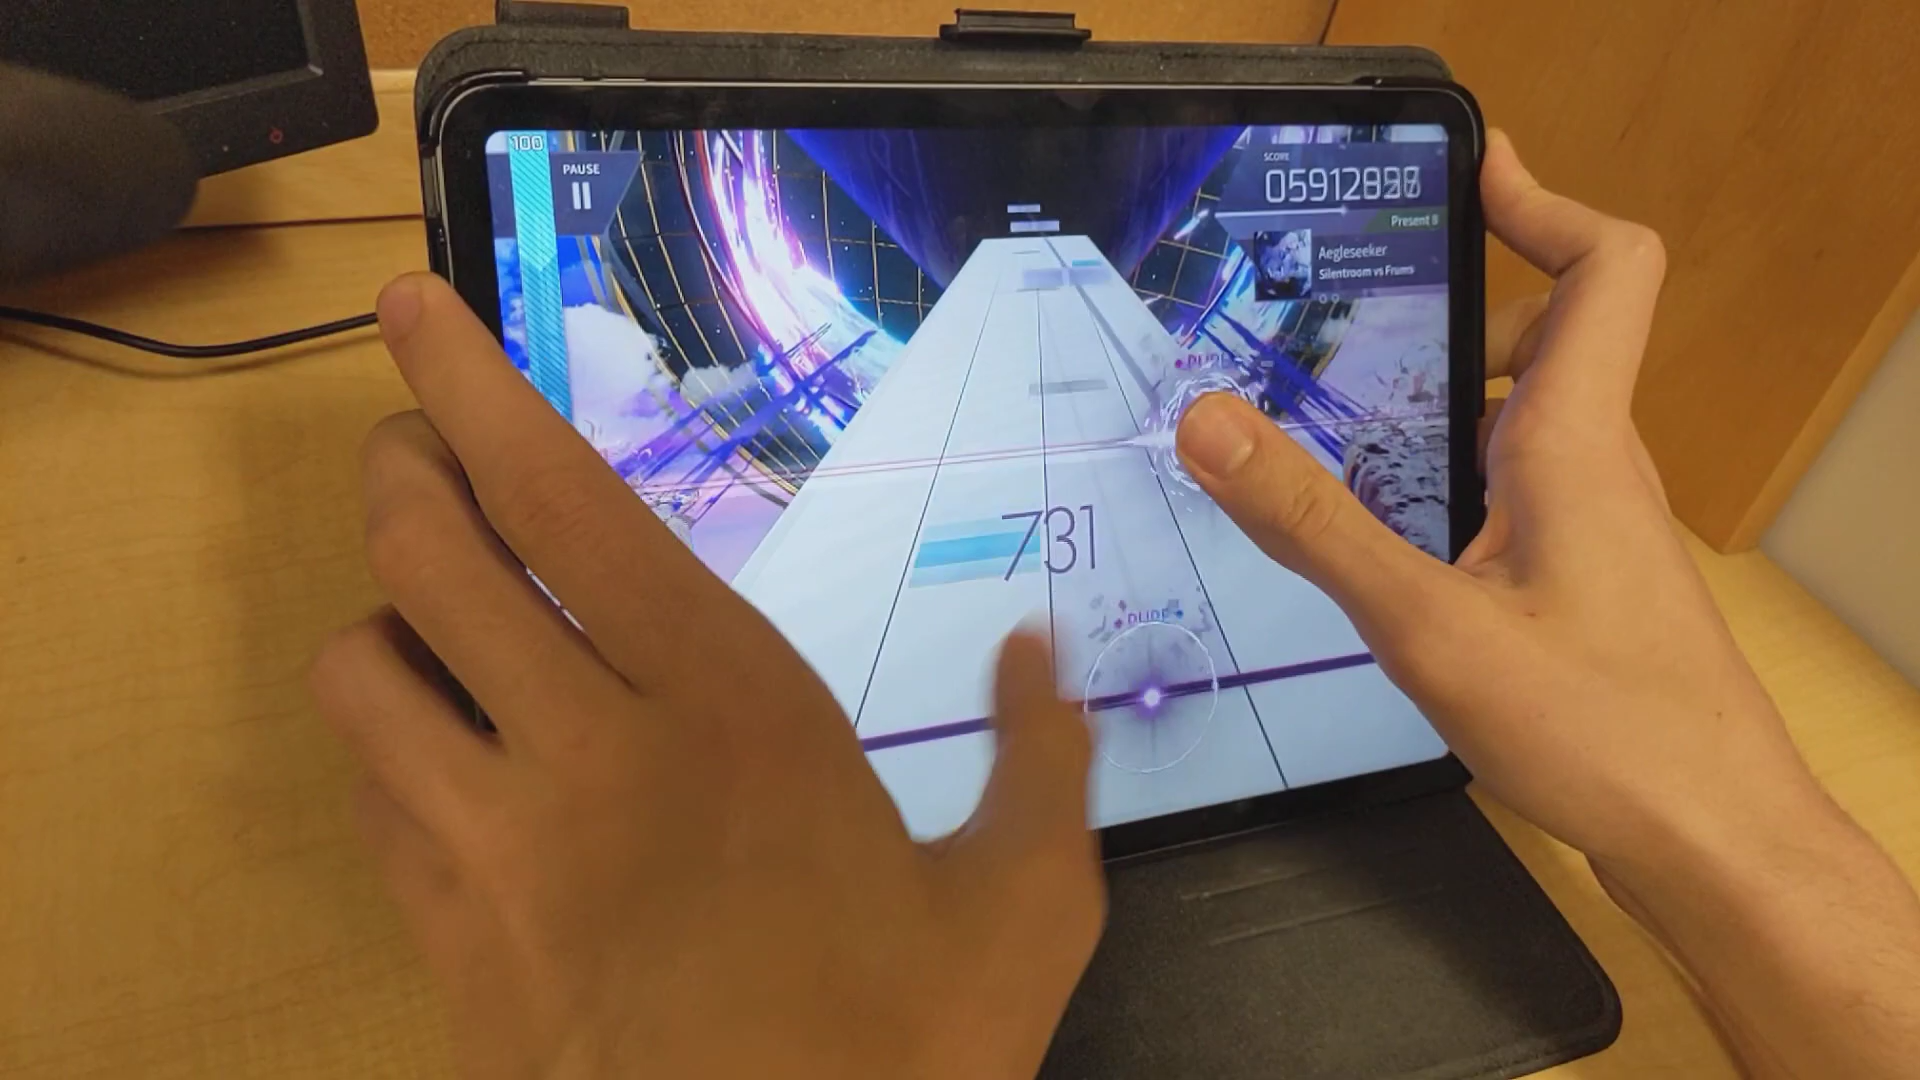 100
PAUSE
SCORE
Present 8
Aegleseeker
Silentroom vs Frums
PURE
731
PURE